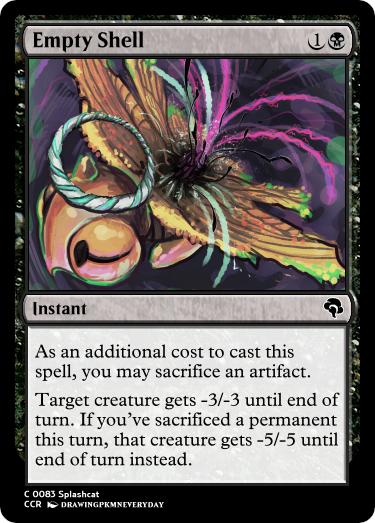 Empty Shell 1
Instant
As an additional cost to cast this
spell, you may sacrifice an artifact.
Target creature gets -3/-3 until end of
turn. If you've sacrificed a permanent
this turn, that creature gets -5/-5 until
end of turn instead.
C 0083 Splashcat
CCR DRAWINGPKMNEVERYDAY